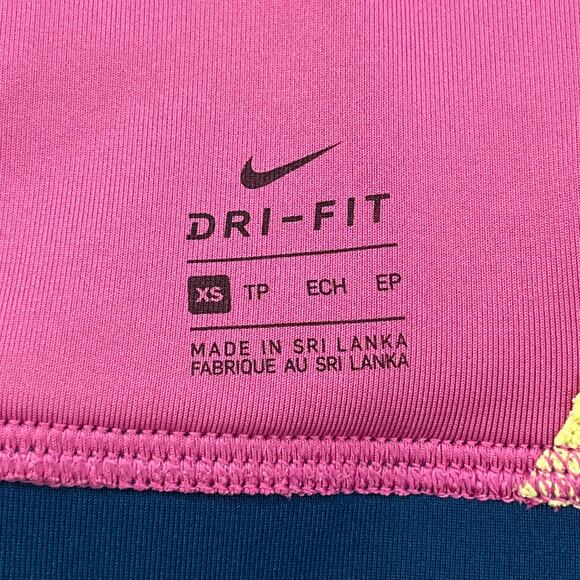 DRI-FIT
XS TP ECH EP
MADE IN SRI LANKA
FABRIQUE AU SRI LANKA